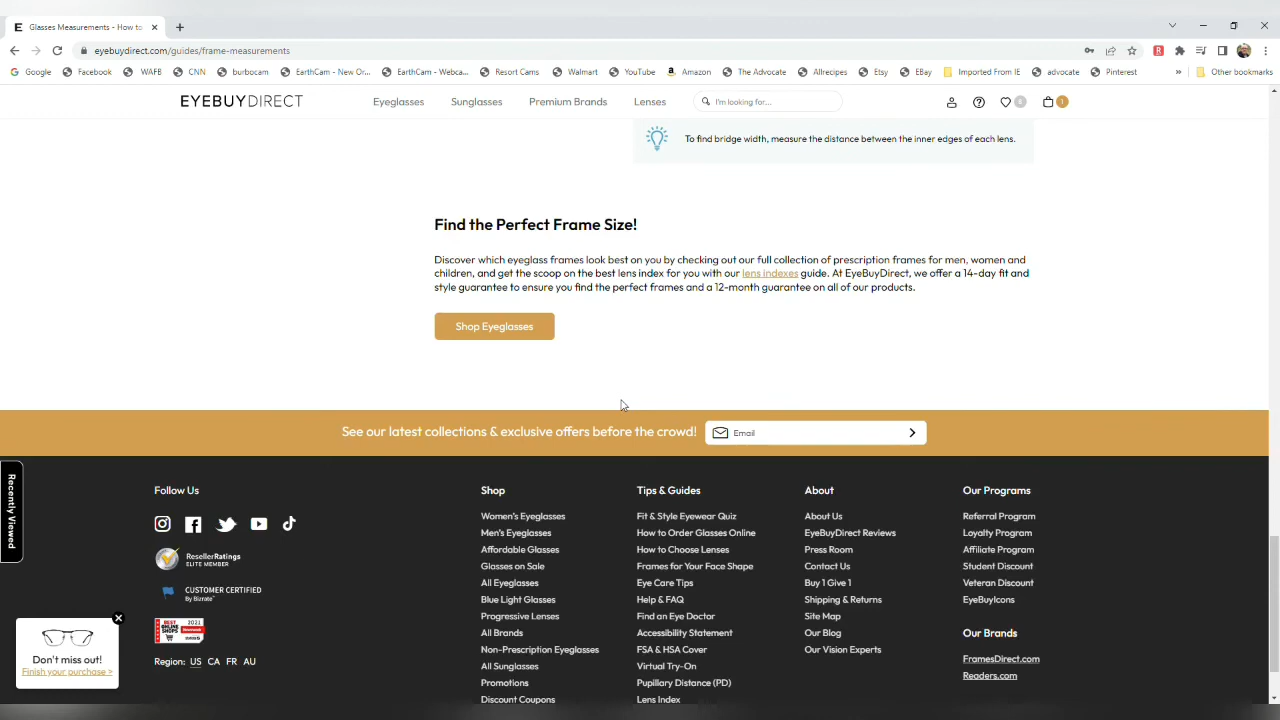 Glasses Measurements - How to
eyebuydirect.com/guides/frame-measurements
Google Facebook WAFB CNN burbocam EarthCam - New Or... EarthCam - Webca... Resort Cams Walmart YouTube Amazon The Advocate Allrecipes Etsy EBay Imported From IE advocate Pinterest » Other bookmarks
EYEBUYDIRECT Eyeglasses Sunglasses Premium Brands Lenses I'm looking for... 0 1
To find bridge width, measure the distance between the inner edges of each lens.
Find the Perfect Frame Size!
Discover which eyeglass frames look best on you by checking out our full collection of prescription frames for men, women and
children, and get the scoop on the best lens index for you with our lens indexes guide. At EyeBuyDirect, we offer a 14-day fit and
style guarantee to ensure you find the perfect frames and a 12-month guarantee on all of our products.
Shop Eyeglasses
See our latest collections & exclusive offers before the crowd! Email
Recently Viewed
Follow Us
ResellerRatings
ELITE MEMBER
CUSTOMER CERTIFIED
By Bizrate
BEST
ONLINE
SHOPS
2021
Newsweek
Region: US CA FR AU
Don't miss out!
Finish your purchase >
Shop
Women's Eyeglasses
Men's Eyeglasses
Affordable Glasses
Glasses on Sale
All Eyeglasses
Blue Light Glasses
Progressive Lenses
All Brands
Non-Prescription Eyeglasses
All Sunglasses
Promotions
Discount Coupons
Tips & Guides
Fit & Style Eyewear Quiz
How to Order Glasses Online
How to Choose Lenses
Frames for Your Face Shape
Eye Care Tips
Help & FAQ
Find an Eye Doctor
Accessibility Statement
FSA & HSA Cover
Virtual Try-On
Pupillary Distance (PD)
Lens Index
About
About Us
EyeBuyDirect Reviews
Press Room
Contact Us
Buy 1 Give 1
Shipping & Returns
Site Map
Our Blog
Our Vision Experts
Our Programs
Referral Program
Loyalty Program
Affiliate Program
Student Discount
Veteran Discount
EyeBuyIcons
Our Brands
FramesDirect.com
Readers.com